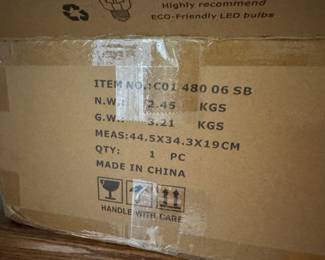 Highly recommend
ECO-Friendly LED bulbs
ITEM NO.:C01 480 06 SB
N.W.: 2.45 KGS
G.W.: 3.21 KGS
MEAS: 44.5X34.3X19CM
QTY: 1 PC
MADE IN CHINA
HANDLE WITH CARE